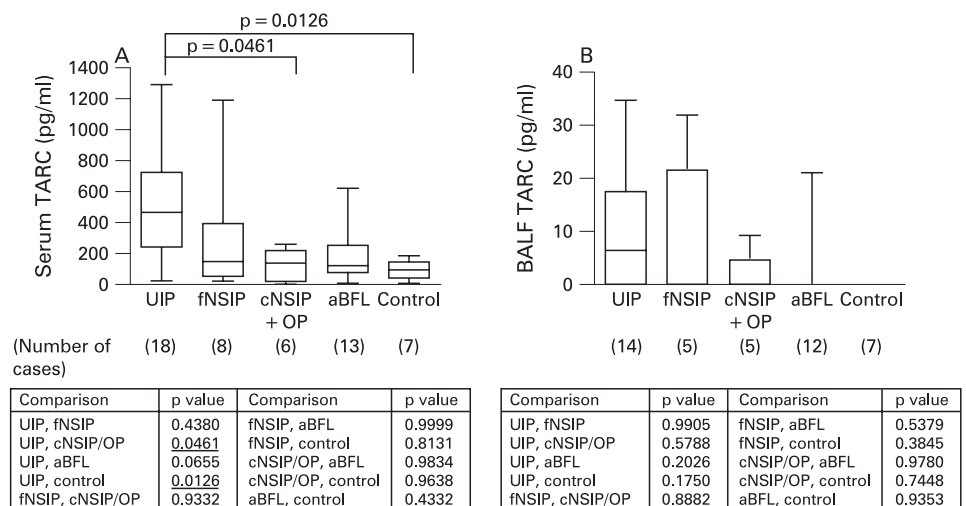 p = 0.0126
p = 0.0461
A
Serum TARC (pg/ml)
1400
1200
1000
800
600
400
200
0
UIP fNSIP cNSIP + OP aBFL Control
(Number of cases) (18) (8) (6) (13) (7)
B
BALF TARC (pg/ml)
40
30
20
10
0
UIP fNSIP cNSIP + OP aBFL Control
(14) (5) (5) (12) (7)
Comparison p value Comparison p value
UIP, fNSIP 0.4380 fNSIP, aBFL 0.9999
UIP, cNSIP/OP 0.0461 fNSIP, control 0.8131
UIP, aBFL 0.0655 cNSIP/OP, aBFL 0.9834
UIP, control 0.0126 cNSIP/OP, control 0.9638
fNSIP, cNSIP/OP 0.9332 aBFL, control 0.4332
Comparison p value Comparison p value
UIP, fNSIP 0.9905 fNSIP, aBFL 0.5379
UIP, cNSIP/OP 0.5788 fNSIP, control 0.3845
UIP, aBFL 0.2026 cNSIP/OP, aBFL 0.9780
UIP, control 0.1750 cNSIP/OP, control 0.7448
fNSIP, cNSIP/OP 0.8882 aBFL, control 0.9353